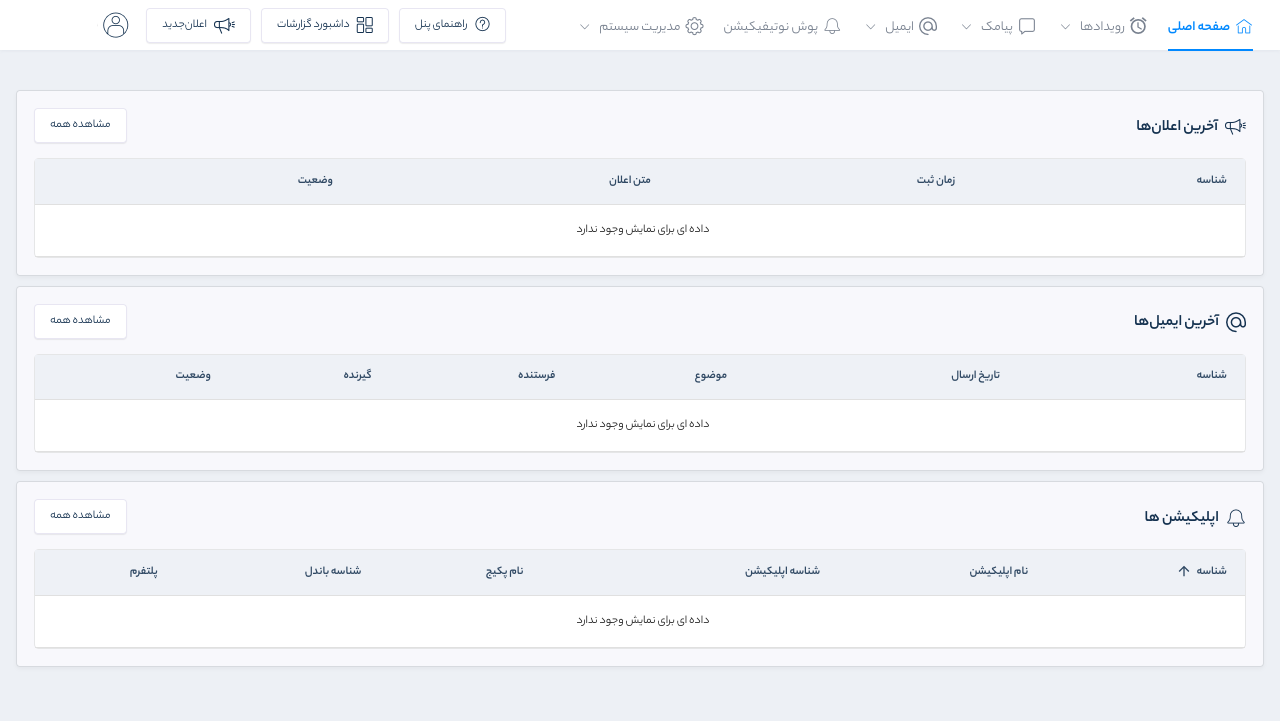 صفحه اصلی رویدادها پیامک ایمیل پوش نوتیفیکیشن مدیریت سیستم راهنمای پنل داشبورد گزارشات اعلان‌جدید
آخرین اعلان‌ها مشاهده همه
شناسه زمان ثبت متن اعلان وضعیت
داده ای برای نمایش وجود ندارد
آخرین ایمیل‌ها مشاهده همه
شناسه تاریخ ارسال موضوع فرستنده گیرنده وضعیت
داده ای برای نمایش وجود ندارد
اپلیکیشن ها مشاهده همه
شناسه نام اپلیکیشن شناسه اپلیکیشن نام پکیج شناسه باندل پلتفرم
داده ای برای نمایش وجود ندارد